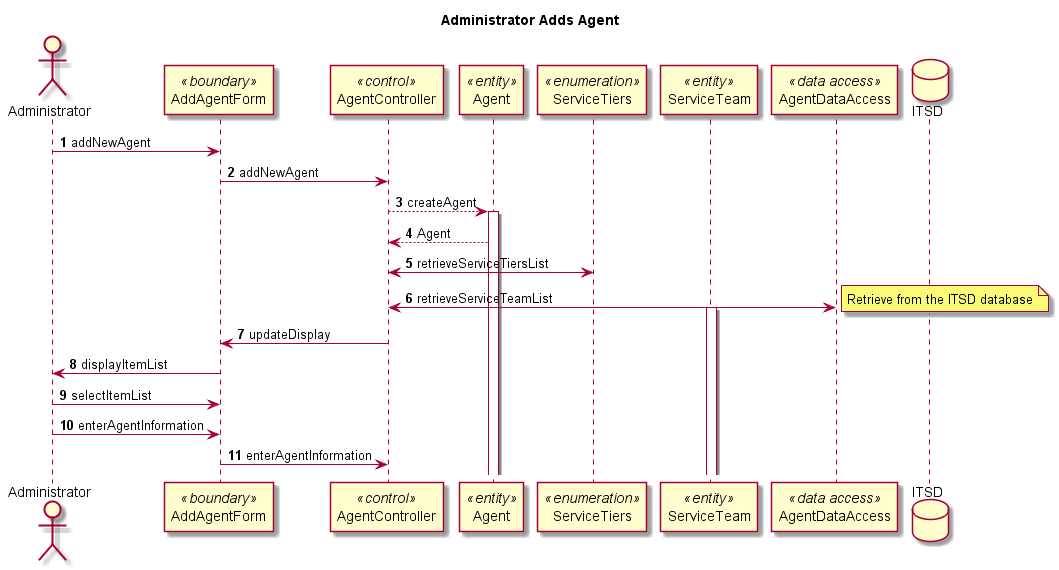 Administrator Adds Agent
Administrator
«boundary»
AddAgentForm
«control»
AgentController
«entity»
Agent
«enumeration»
ServiceTiers
«entity»
ServiceTeam
«data access»
AgentDataAccess
ITSD
1 addNewAgent
2 addNewAgent
3 createAgent
4 Agent
5 retrieveServiceTiersList
6 retrieveServiceTeamList
Retrieve from the ITSD database
7 updateDisplay
8 displayItemList
9 selectItemList
10 enterAgentInformation
11 enterAgentInformation
Administrator
«boundary»
AddAgentForm
«control»
AgentController
«entity»
Agent
«enumeration»
ServiceTiers
«entity»
ServiceTeam
«data access»
AgentDataAccess
ITSD